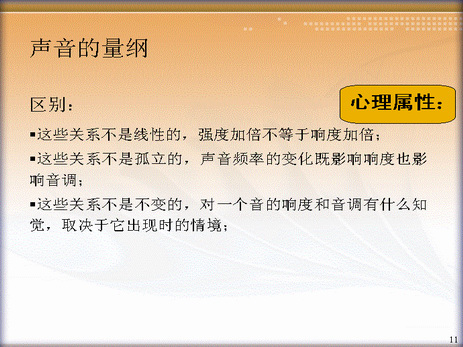 声音的量纲
区别：
心理属性：
▪这些关系不是线性的，强度加倍不等于响度加倍；
▪这些关系不是孤立的，声音频率的变化既影响响度也影
响音调；
▪这些关系不是不变的，对一个音的响度和音调有什么知
觉，取决于它出现时的情境；
11